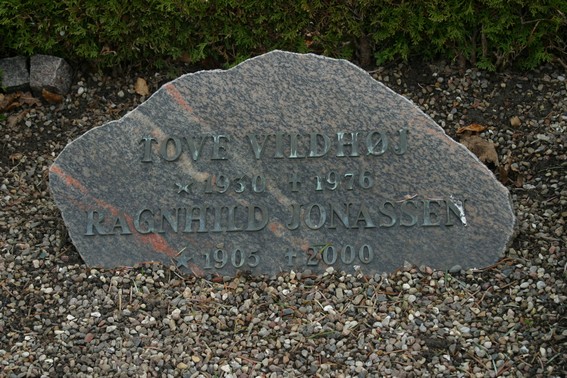 TOVE VILDHØJ
★ 1930 ✝ 1976
RAGNHILD JONASSEN
★ 1905 ✝ 2000